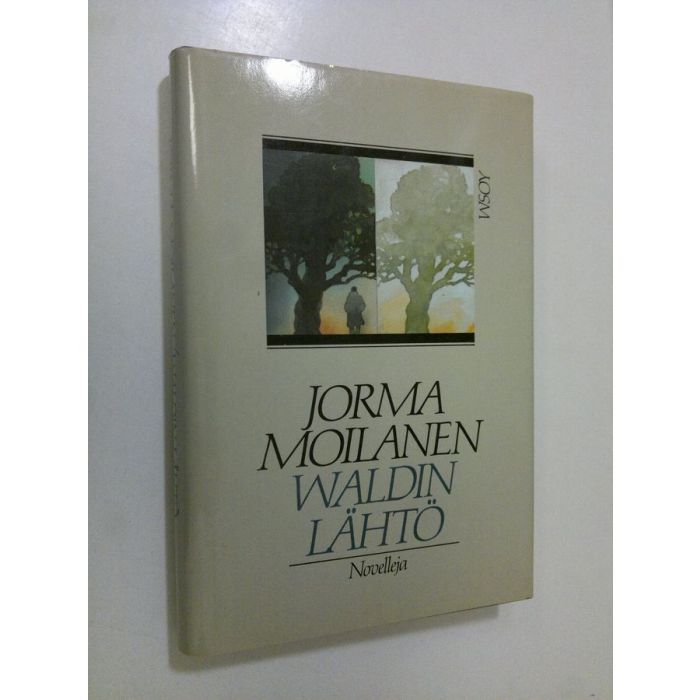 WSOY
JORMA
MOILANEN
WALDIN
LÄHTÖ
Novelleja